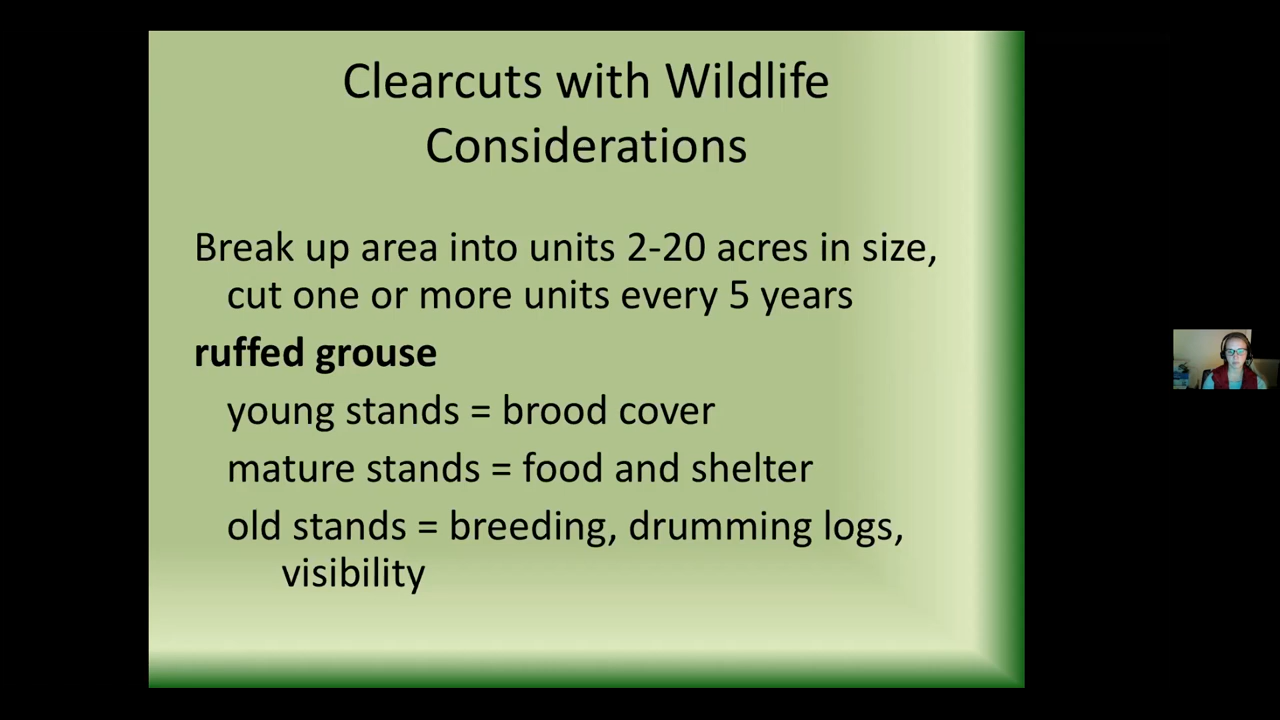 Clearcuts with Wildlife
Considerations
Break up area into units 2-20 acres in size,
cut one or more units every 5 years
ruffed grouse
young stands = brood cover
mature stands = food and shelter
old stands = breeding, drumming logs,
visibility